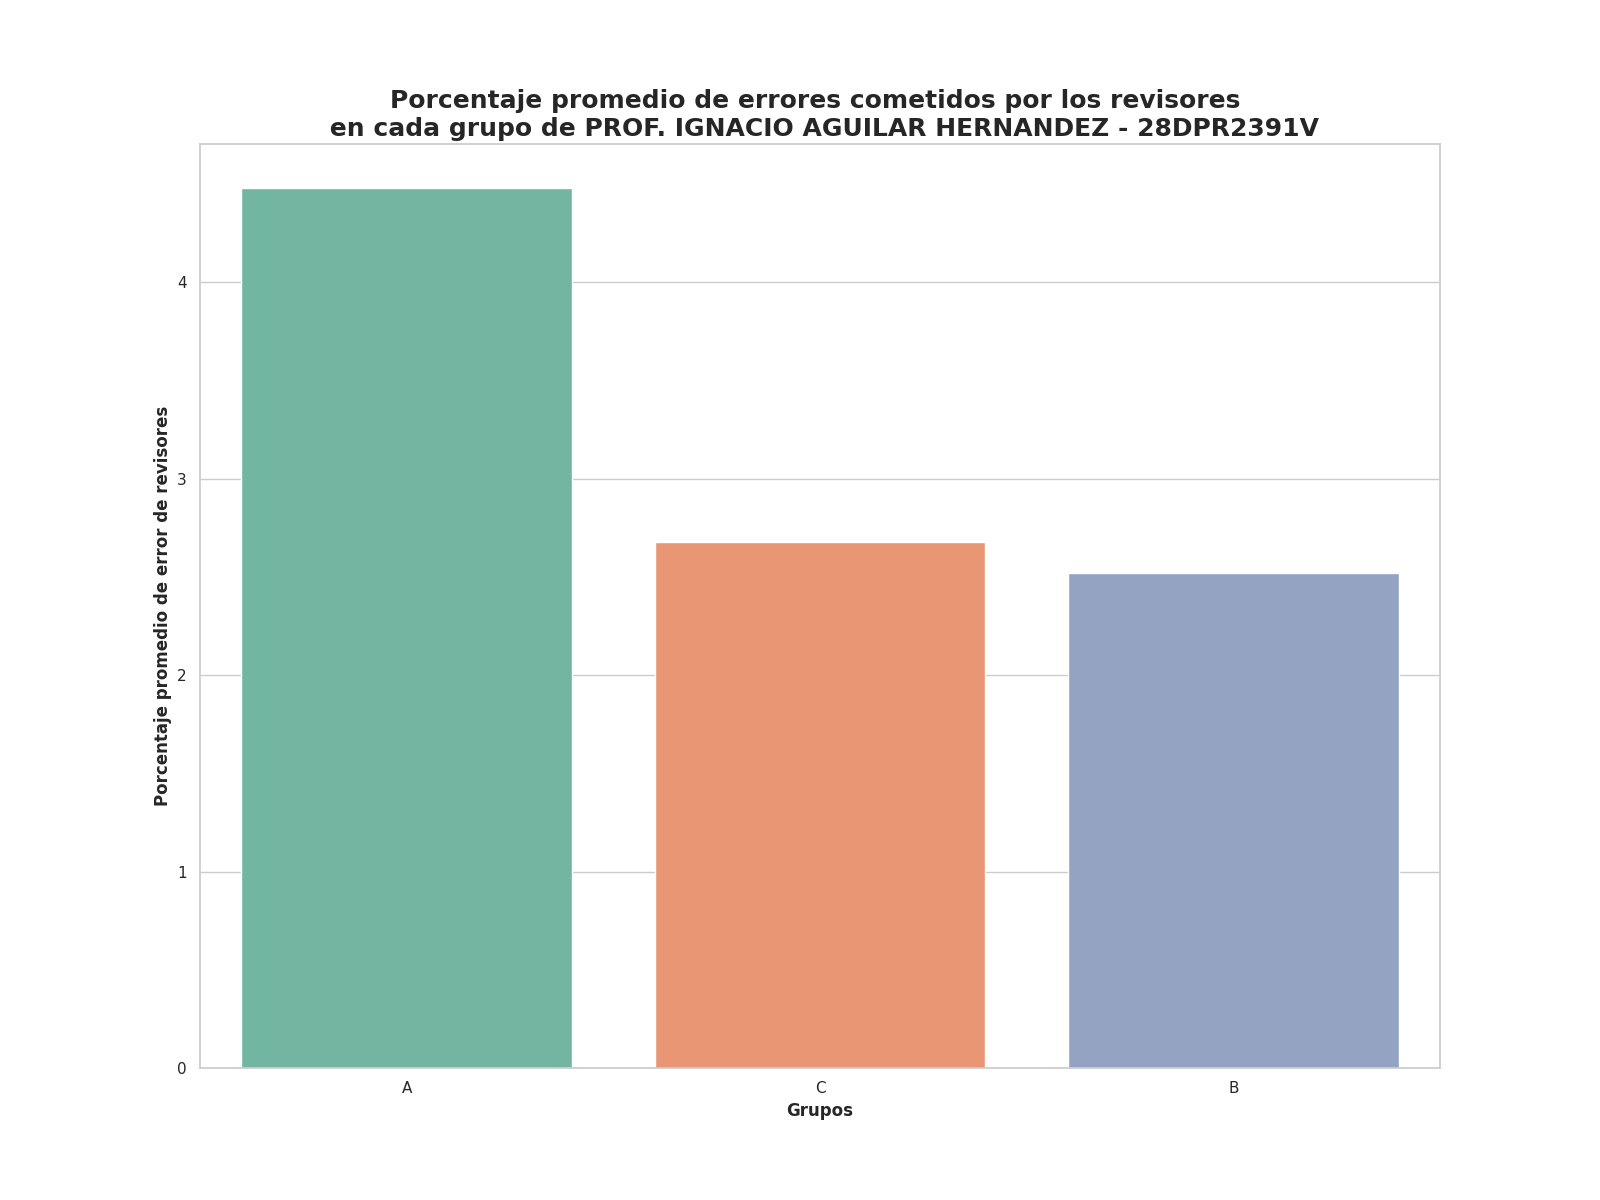 Porcentaje promedio de errores cometidos por los revisores
en cada grupo de PROF. IGNACIO AGUILAR HERNANDEZ - 28DPR2391V
Porcentaje promedio de error de revisores
4
3
2
1
0
A
C
B
Grupos